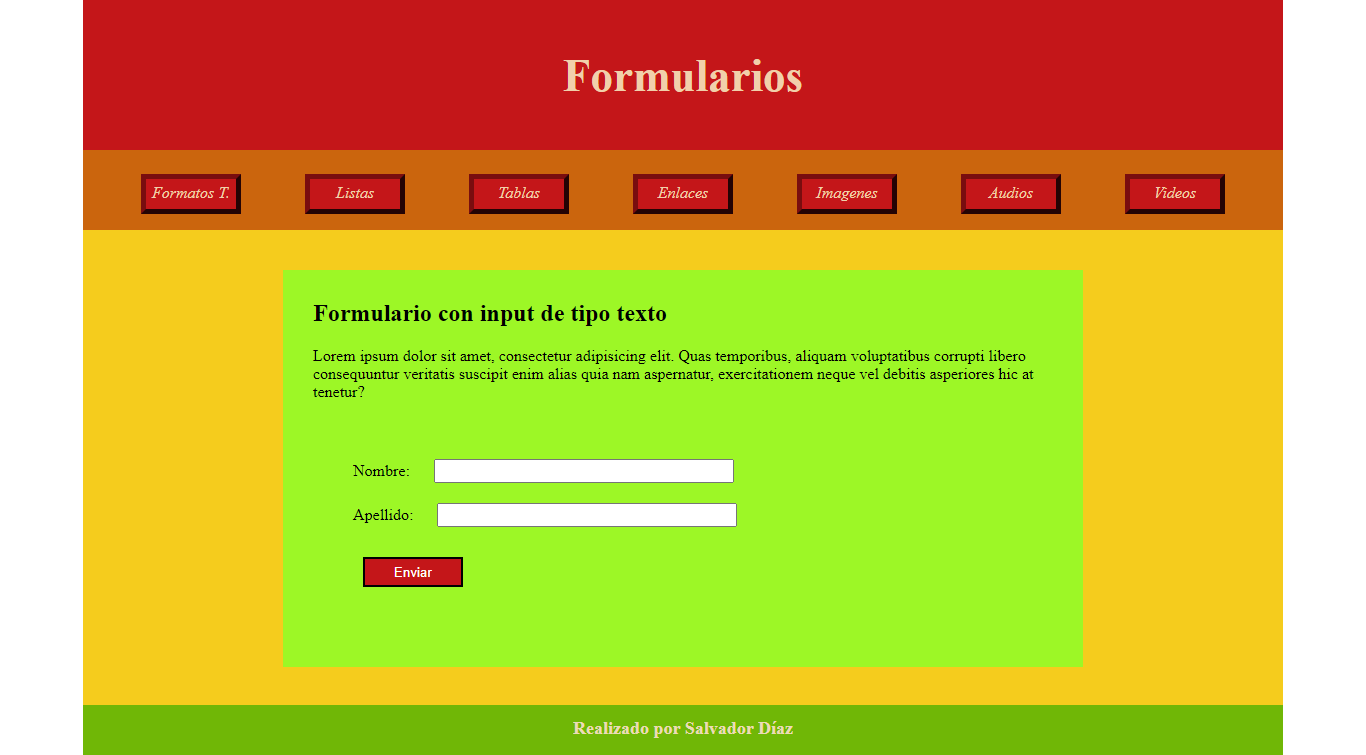 Formularios
Formatos T. Listas Tablas Enlaces Imagenes Audios Videos
Formulario con input de tipo texto
Lorem ipsum dolor sit amet, consectetur adipisicing elit. Quas temporibus, aliquam voluptatibus corrupti libero
consequuntur veritatis suscipit enim alias quia nam aspernatur, exercitationem neque vel debitis asperiores hic at
tenetur?
Nombre:
Apellido:
Enviar
Realizado por Salvador Díaz